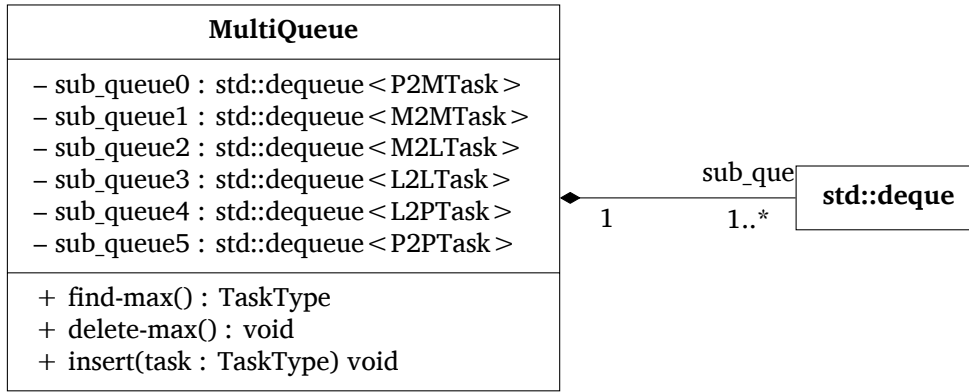 MultiQueue
– sub_queue0 : std::dequeue<P2MTask>
– sub_queue1 : std::dequeue<M2MTask>
– sub_queue2 : std::dequeue<M2LTask>
– sub_queue3 : std::dequeue<L2LTask>
– sub_queue4 : std::dequeue<L2PTask>
– sub_queue5 : std::dequeue<P2PTask>
+ find-max() : TaskType
+ delete-max() : void
+ insert(task : TaskType) void
1
sub_que
1..*
std::deque